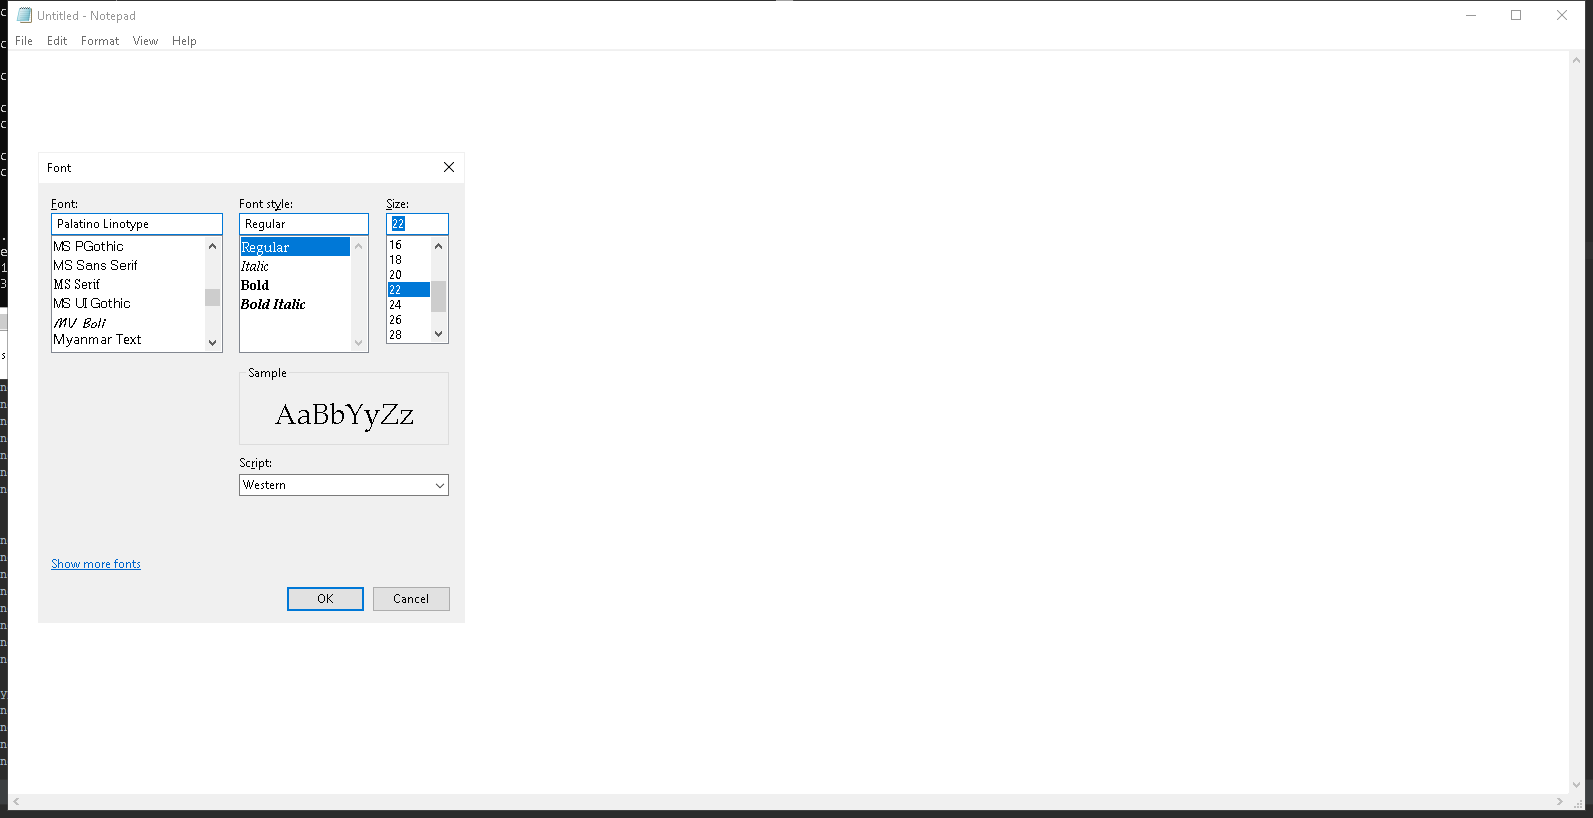 Untitled - Notepad
File Edit Format View Help
Font
Font: Font style: Size:
Palatino Linotype Regular 22
MS PGothic
MS Sans Serif
MS Serif
MS UI Gothic
MV Boli
Myanmar Text
Regular
Italic
Bold
Bold Italic
16
18
20
22
24
26
28
Sample
AaBbYyZz
Script:
Western
Show more fonts
OK Cancel